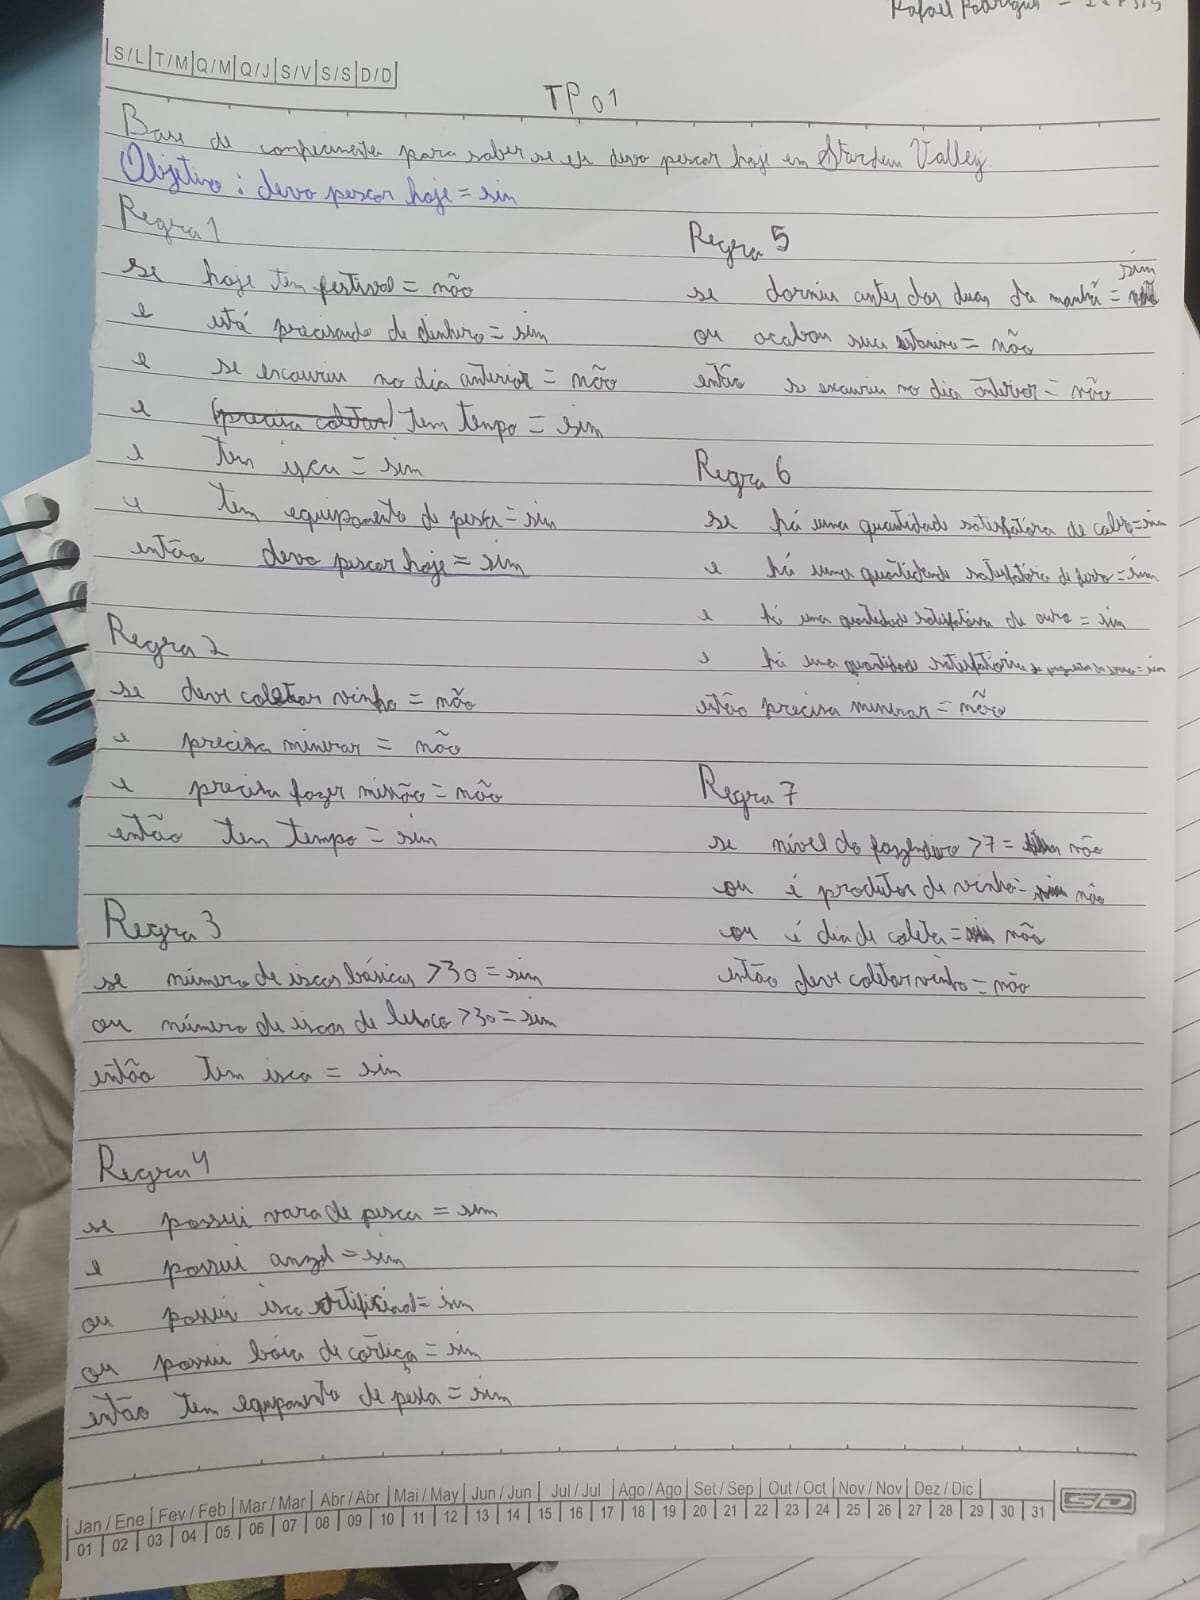 Rafael Rodrigues -
S/L|T/M|Q/M|Q/J|S/V|S/S|D/D
TP 01
Base de para saber se eu devo pescar hoje em Stardew Valley.
Objetivo: devo pescar hoje = sim
Regra 1
se hoje tem festival = não
e está precisando de dinheiro = sim
e se exauriu no dia anterior = não
e (precisa coletar) tem tempo = sim
e tem isca = sim
e tem equipamento de pesca = sim
então devo pescar hoje = sim
Regra 2
se deve coletar vinho = não
e precisa minerar = não
e precisa fazer missão = não
então tem tempo = sim
Regra 3
se número de iscas básicas >30 = sim
ou número de iscas de luxo >30 = sim
então tem isca = sim
Regra 4
se possui vara de pesca = sim
e possui anzol = sim
ou possui isca artificial = sim
ou possui boia de cortiça = sim
então tem equipamento de pesca = sim
Regra 5
se dormiu antes das duas da manhã = sim
ou acabou sua estamina = não
então se exauriu no dia anterior = não
Regra 6
se há uma quantidade satisfatória de = sim
e há uma quantidade satisfatória de ferro = sim
e há uma quantidade satisfatória de ouro = sim
e há uma quantidade satisfatória de = sim
então precisa minerar = não
Regra 7
se nível do fazendeiro >7 = não
ou é produtor de vinho = não
ou é dia de coleta = não
então deve coletar vinho = não
Jan / Ene | Fev / Feb | Mar / Mar | Abr / Abr | Mai / May | Jun / Jun | Jul / Jul | Ago / Ago | Set / Sep | Out / Oct | Nov / Nov | Dez / Dic
01 | 02 | 03 | 04 | 05 | 06 | 07 | 08 | 09 | 10 | 11 | 12 | 13 | 14 | 15 | 16 | 17 | 18 | 19 | 20 | 21 | 22 | 23 | 24 | 25 | 26 | 27 | 28 | 29 | 30 | 31
SD